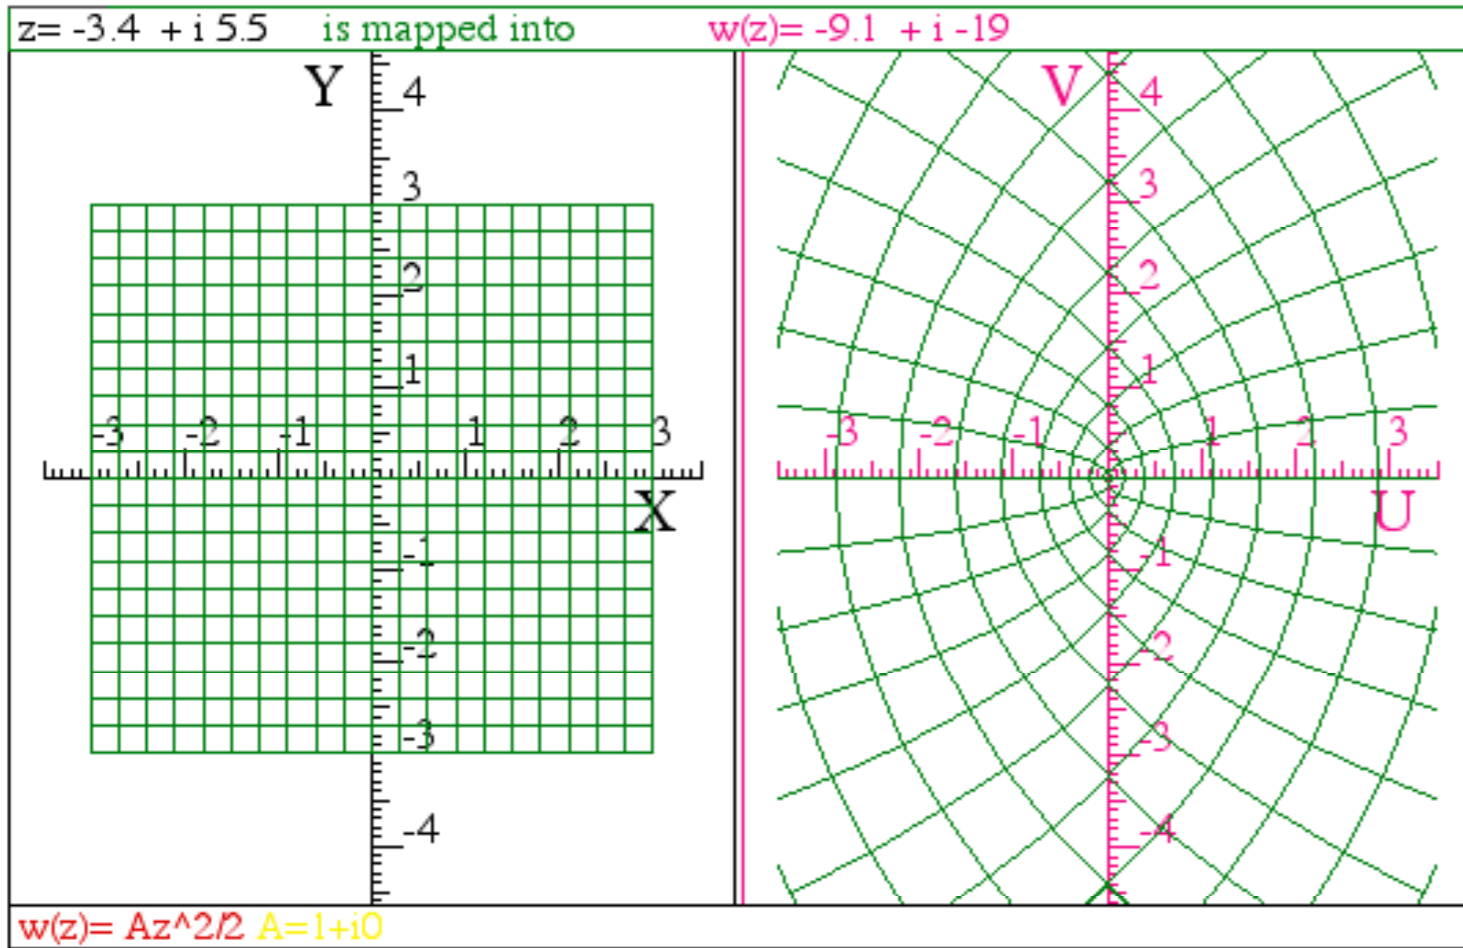 z= -3.4 + i 5.5 is mapped into w(z)= -9.1 + i -19
Y V
4 4
3 3
2 2
1 1
-3 -2 -1 1 2 3 -3 -2 -1 1 2 3
X U
-1 -1
-2 -2
-3 -3
-4 -4
w(z)= Az^2/2 A=1+i0